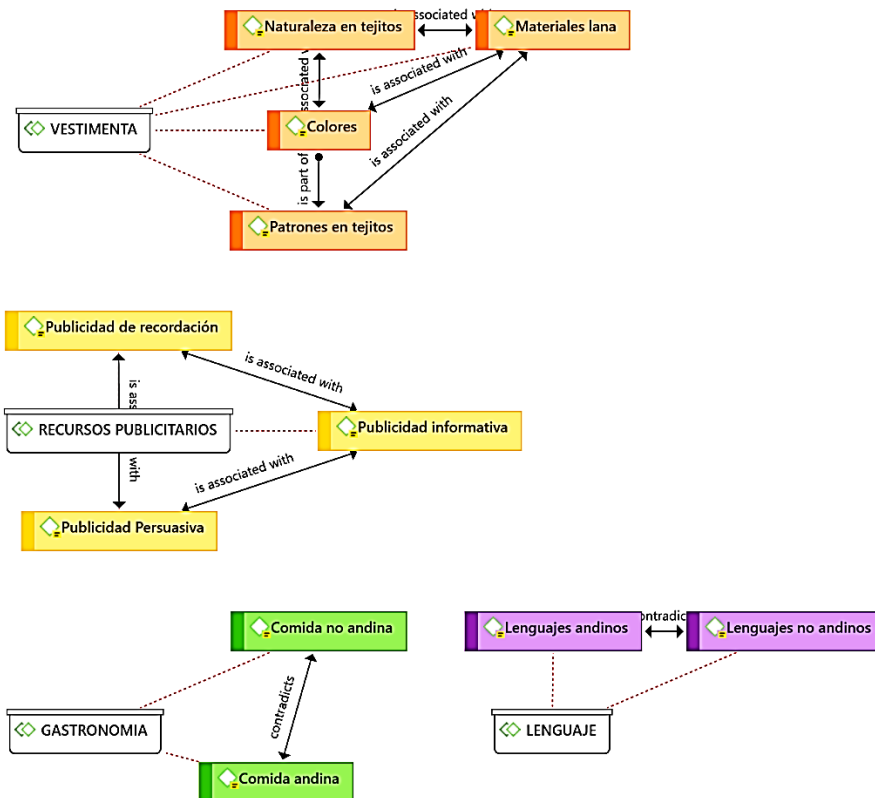 Naturaleza en tejitos
Materiales lana
is associated with
VESTIMENTA
Colores
is associated with
is part of
Patrones en tejitos
Publicidad de recordación
is associated with
RECURSOS PUBLICITARIOS
Publicidad informativa
with
is associated with
Publicidad Persuasiva
Comida no andina
Lenguajes andinos
Lenguajes no andinos
contradicts
GASTRONOMIA
LENGUAJE
Comida andina